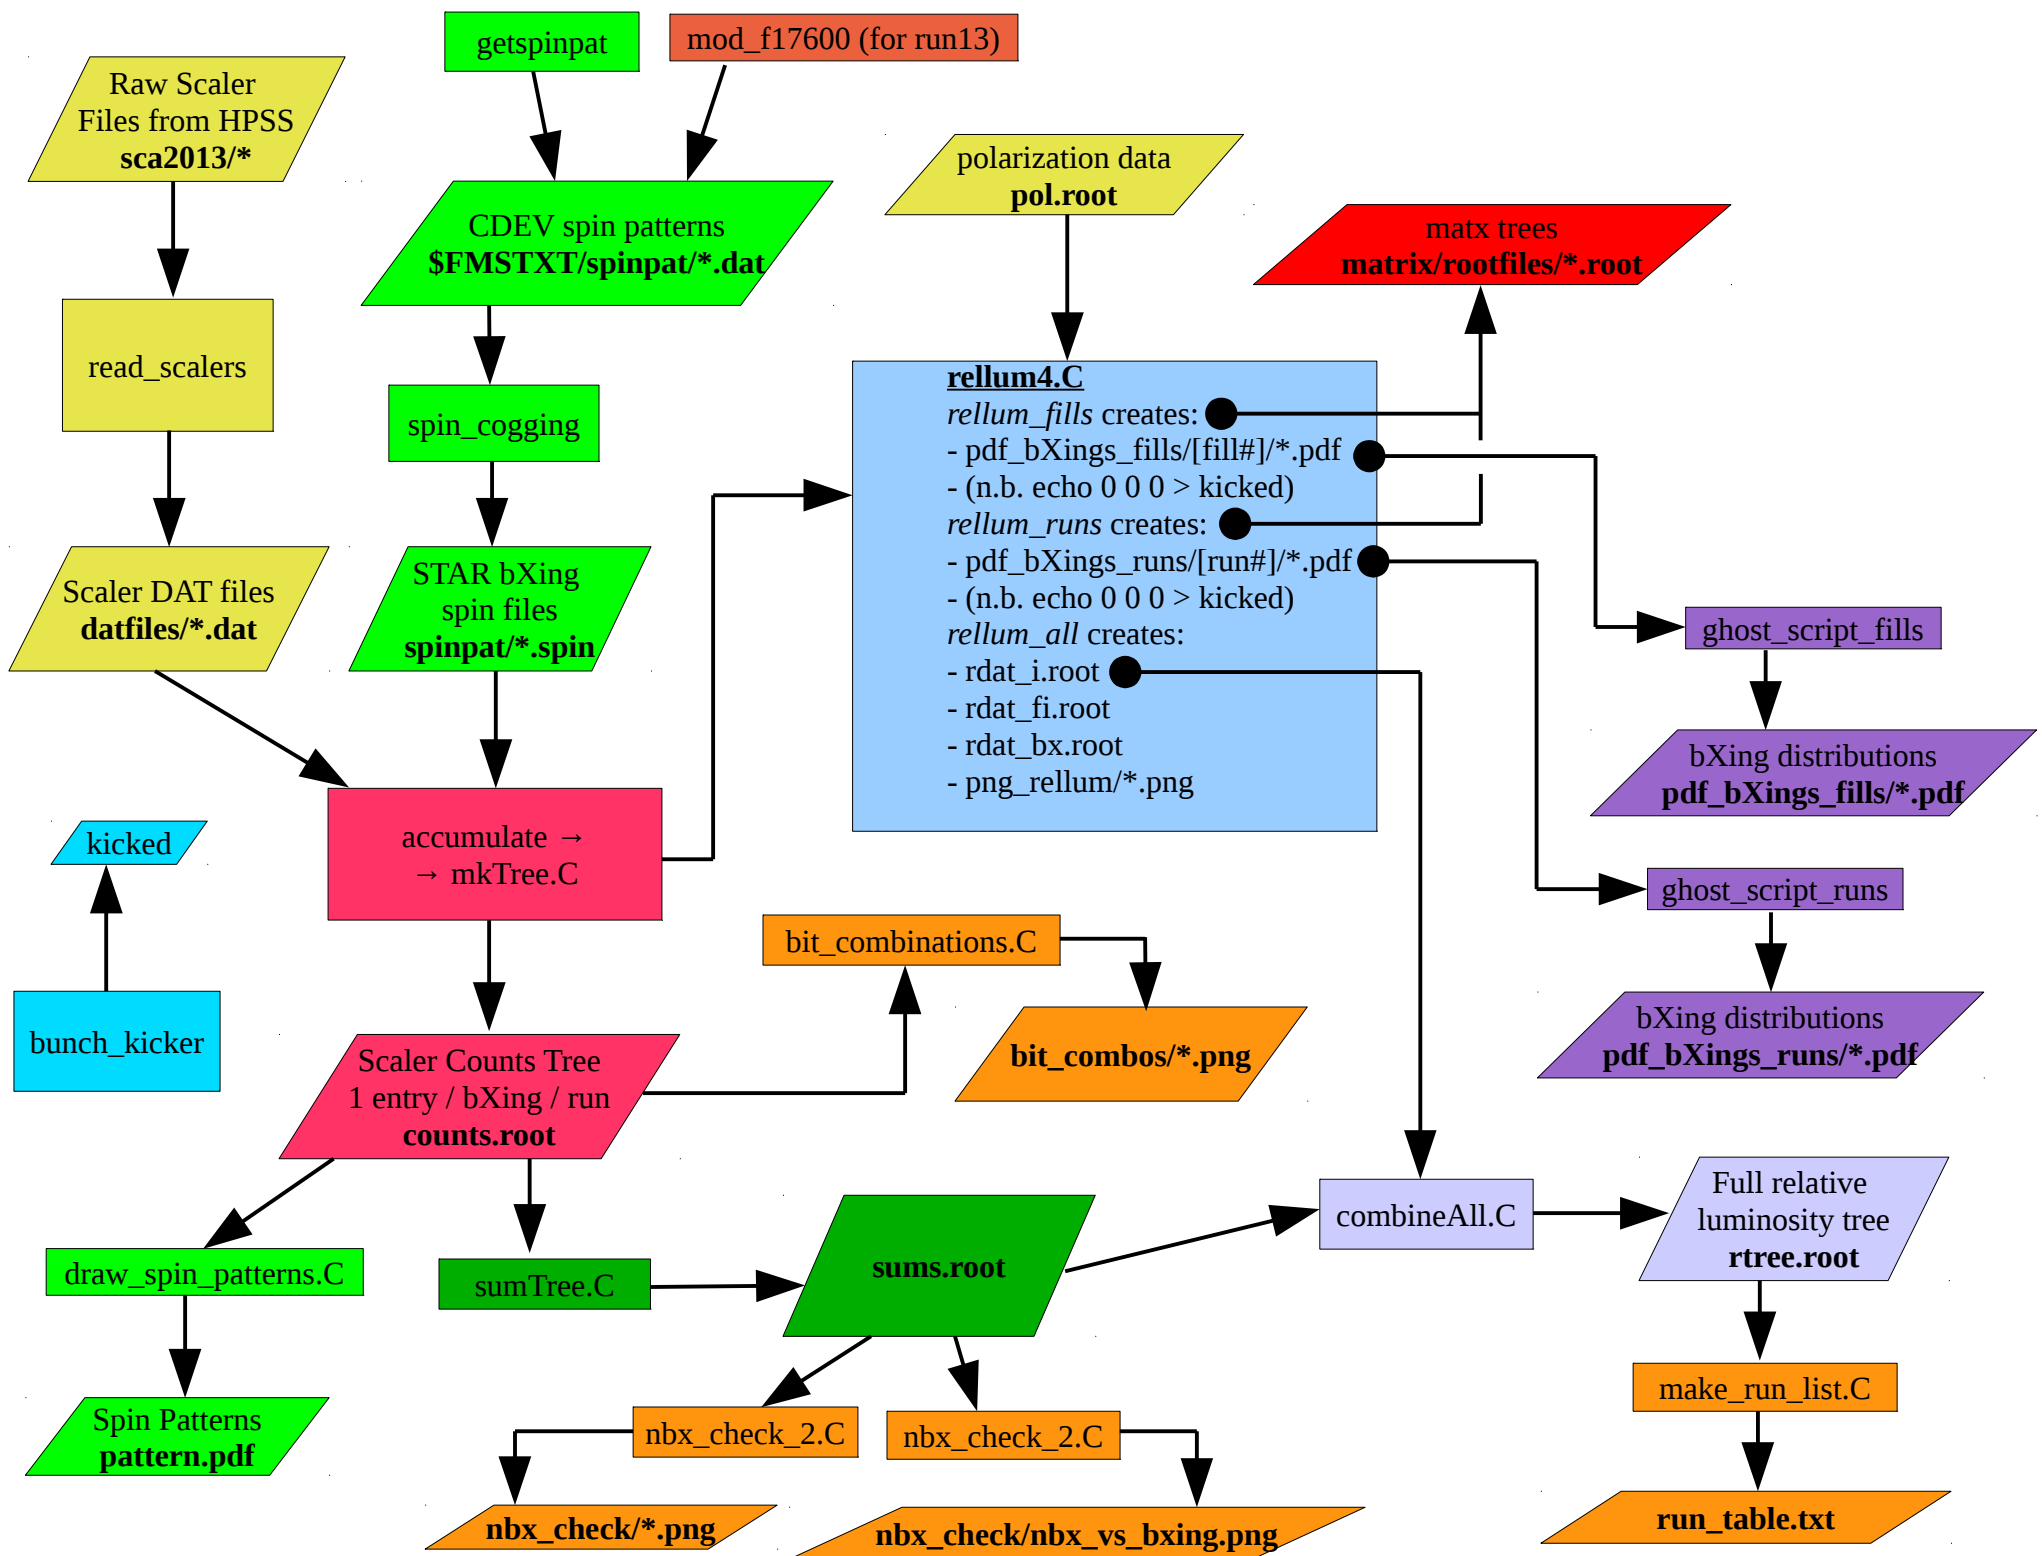 getspinpat
mod_f17600 (for run13)
Raw Scaler
Files from HPSS
sca2013/*
polarization data
pol.root
CDEV spin patterns
$FMSTXT/spinpat/*.dat
matx trees
matrix/rootfiles/*.root
read_scalers
spin_cogging
rellum4.C
rellum_fills creates:
- pdf_bXings_fills/[fill#]/*.pdf
- (n.b. echo 0 0 0 > kicked)
rellum_runs creates:
- pdf_bXings_runs/[run#]/*.pdf
- (n.b. echo 0 0 0 > kicked)
rellum_all creates:
- rdat_i.root
- rdat_fi.root
- rdat_bx.root
- png_rellum/*.png
Scaler DAT files
datfiles/*.dat
STAR bXing
spin files
spinpat/*.spin
ghost_script_fills
bXing distributions
pdf_bXings_fills/*.pdf
kicked
accumulate →
→ mkTree.C
ghost_script_runs
bit_combinations.C
bunch_kicker
bXing distributions
pdf_bXings_runs/*.pdf
Scaler Counts Tree
1 entry / bXing / run
counts.root
bit_combos/*.png
combineAll.C
Full relative
luminosity tree
rtree.root
draw_spin_patterns.C
sumTree.C
sums.root
make_run_list.C
Spin Patterns
pattern.pdf
nbx_check_2.C
nbx_check_2.C
nbx_check/*.png
nbx_check/nbx_vs_bxing.png
run_table.txt